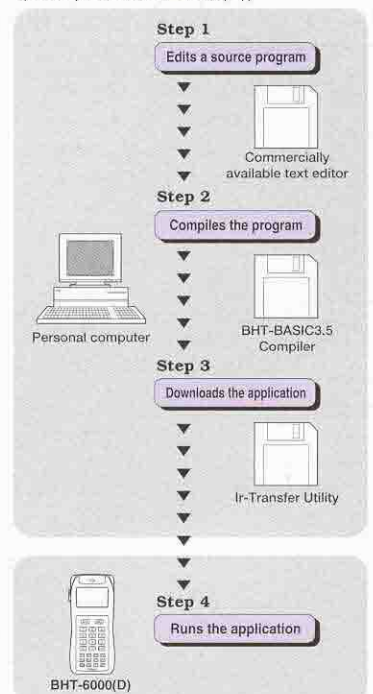 Step 1
Edits a source program
Commercially
available text editor
Step 2
Compiles the program
Personal computer
BHT-BASIC3.5
Compiler
Step 3
Downloads the application
Ir-Transfer Utility
Step 4
Runs the application
BHT-6000(D)